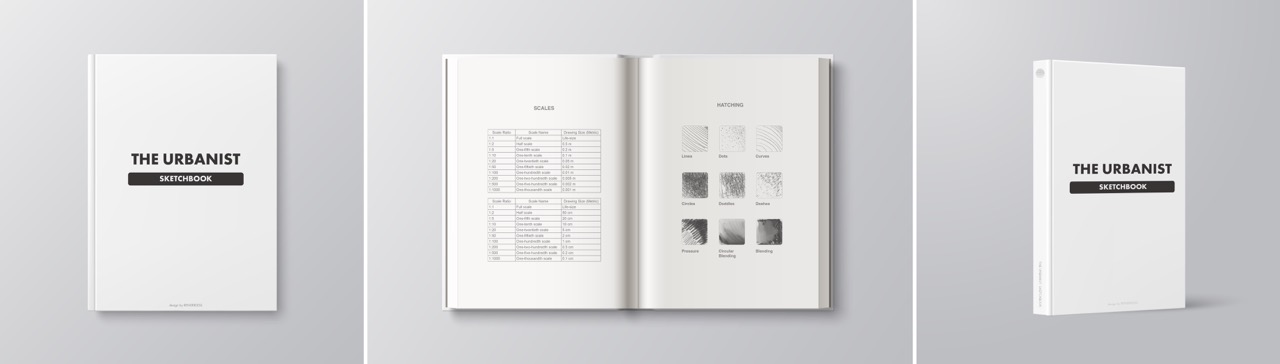 THE URBANIST
SKETCHBOOK
SCALES
Scale Ratio Scale Name Drawing Size (Metric)
1:1 Full scale Life-size
1:2 Half scale 0.5 m
1:5 One-fifth scale 0.2 m
1:10 One-tenth scale 0.1 m
1:20 One-twentieth scale 0.05 m
1:50 One-fiftieth scale 0.02 m
1:100 One-hundredth scale 0.01 m
1:200 One-two-hundredth scale 0.005 m
1:500 One-five-hundredth scale 0.002 m
1:1000 One-thousandth scale 0.001 m
Scale Ratio Scale Name Drawing Size (Metric)
1:1 Full scale Life-size
1:2 Half scale 50 cm
1:5 One-fifth scale 20 cm
1:10 One-tenth scale 10 cm
1:20 One-twentieth scale 5 cm
1:50 One-fiftieth scale 2 cm
1:100 One-hundredth scale 1 cm
1:200 One-two-hundredth scale 0.5 cm
1:500 One-five-hundredth scale 0.2 cm
1:1000 One-thousandth scale 0.1 cm
HATCHING
Lines Dots Curves
Circles Doddles Dashes
Pressure Circular Blending Blending
THE URBANIST
SKETCHBOOK